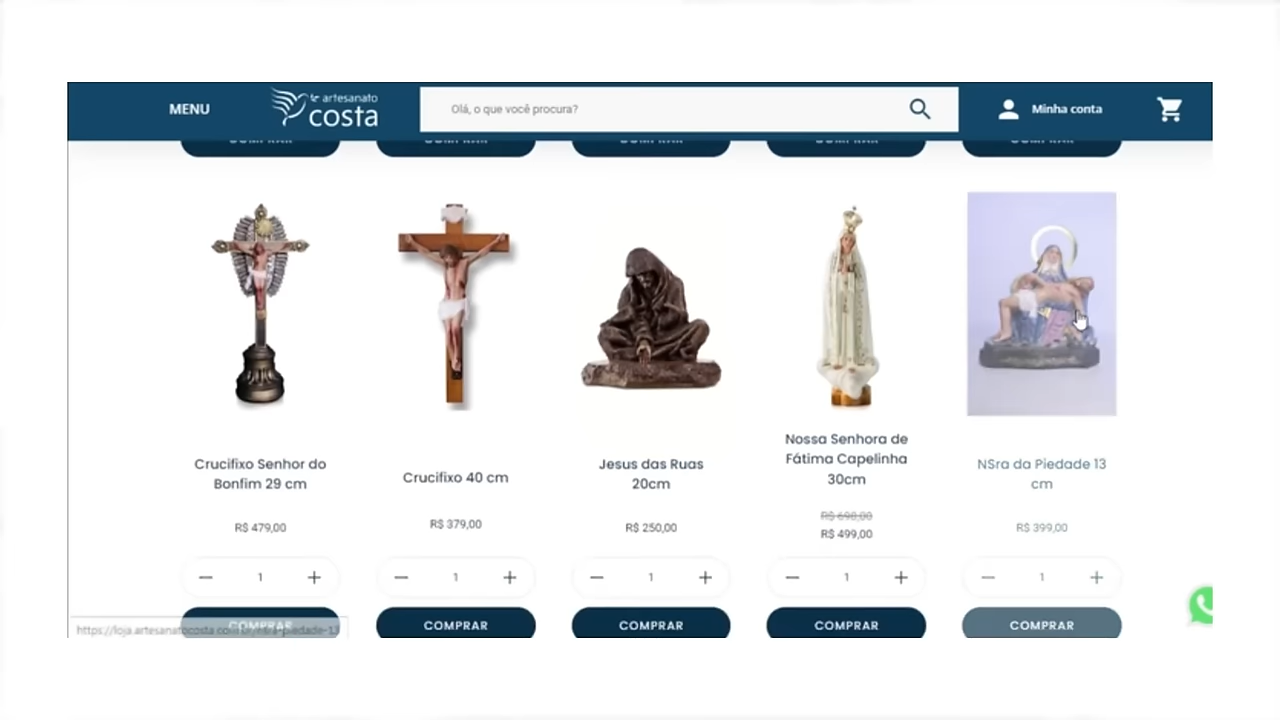 MENU
artesanato
costa
Olá, o que você procura?
Minha conta
Crucifixo Senhor do
Bonfim 29 cm
R$ 479,00
Crucifixo 40 cm
R$ 379,00
Jesus das Ruas
20cm
R$ 250,00
Nossa Senhora de
Fátima Capelinha
30cm
R$ 698,00
R$ 499,00
NSra da Piedade 13
cm
R$ 399,00
1
1
1
1
1
COMPRAR
COMPRAR
COMPRAR
COMPRAR
COMPRAR